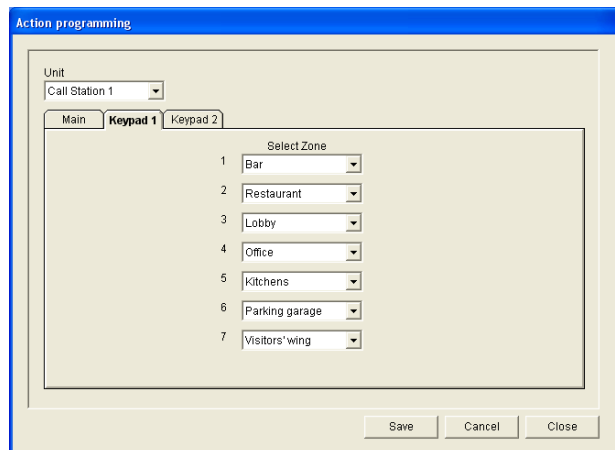 Action programming
Unit
Call Station 1
Main Keypad 1 Keypad 2
Select Zone
1 Bar
2 Restaurant
3 Lobby
4 Office
5 Kitchens
6 Parking garage
7 Visitors' wing
Save Cancel Close